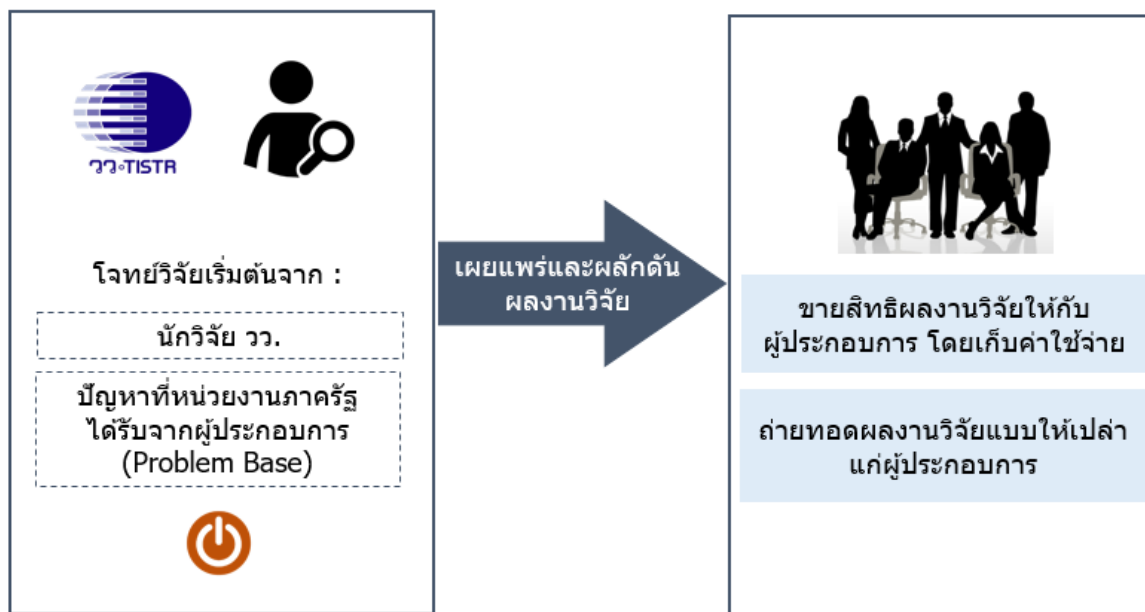 วว•TISTR
โจทย์วิจัยเริ่มต้นจาก :
นักวิจัย วว.
ปัญหาที่หน่วยงานภาครัฐ
ได้รับจากผู้ประกอบการ
(Problem Base)
เผยแพร่และผลักดัน
ผลงานวิจัย
ขายสิทธิผลงานวิจัยให้กับ
ผู้ประกอบการ โดยเก็บค่าใช้จ่าย
ถ่ายทอดผลงานวิจัยแบบให้เปล่า
แก่ผู้ประกอบการ